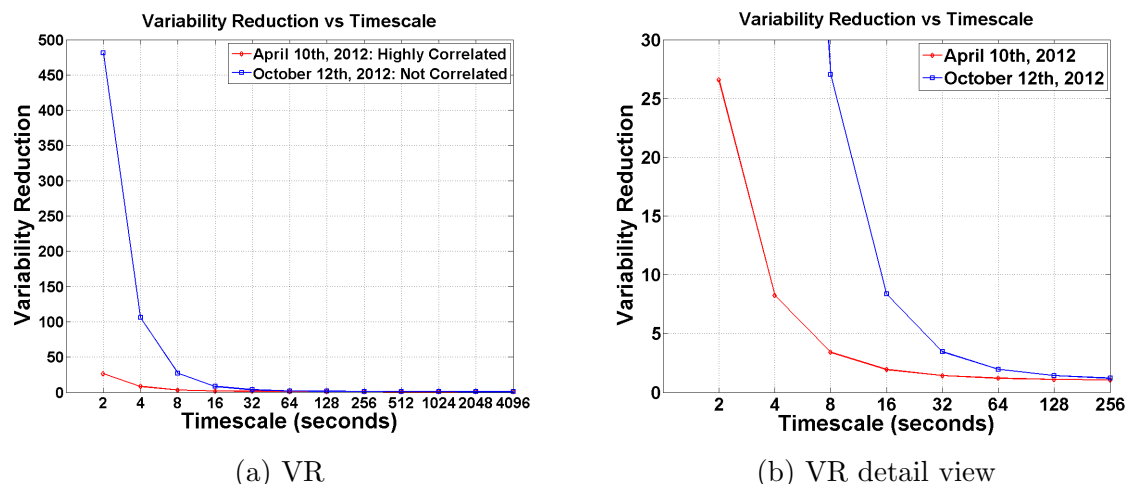 Variability Reduction vs Timescale
500
450
400
350
300
250
200
150
100
50
0
Variability Reduction
April 10th, 2012: Highly Correlated
October 12th, 2012: Not Correlated
2 4 8 16 32 64 128 256 512 1024 2048 4096
Timescale (seconds)
(a) VR
Variability Reduction vs Timescale
30
25
20
15
10
5
0
Variability Reduction
April 10th, 2012
October 12th, 2012
2 4 8 16 32 64 128 256
Timescale (seconds)
(b) VR detail view